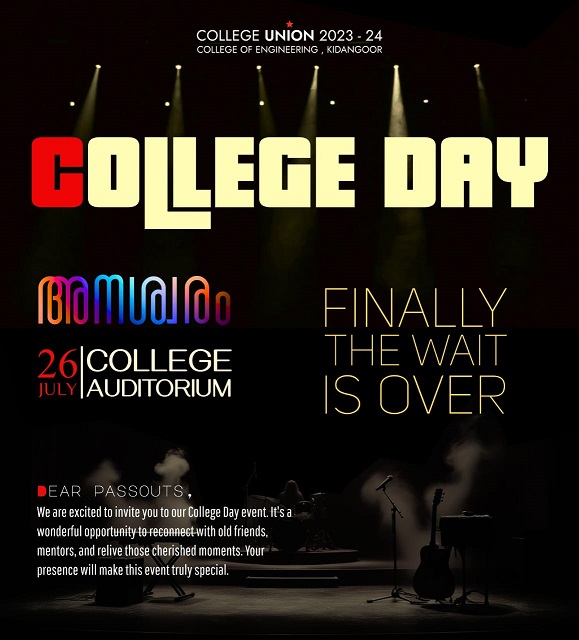 COLLEGE UNION 2023 - 24
COLLEGE OF ENGINEERING , KIDANGOOR
COLLEGE DAY
അനശ്വരം
26 JULY
COLLEGE
AUDITORIUM
FINALLY
THE WAIT
IS OVER
DEAR PASSOUTS,
We are excited to invite you to our College Day event. It's a
wonderful opportunity to reconnect with old friends,
mentors, and relive those cherished moments. Your
presence will make this event truly special.